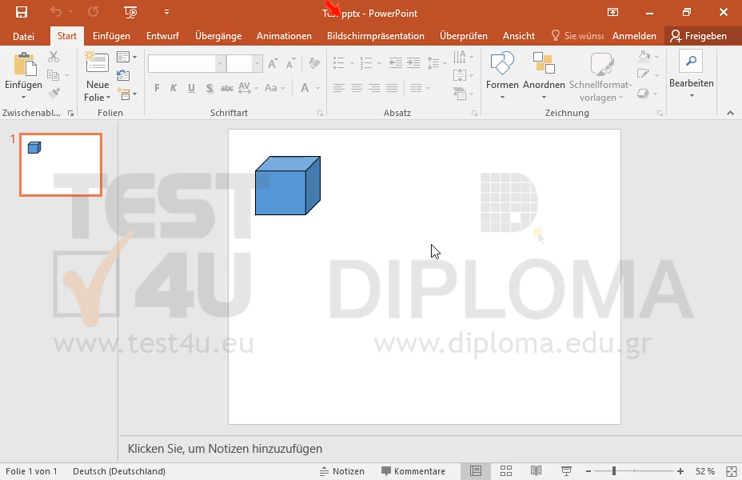 .pptx - PowerPoint
Datei Start Einfügen Entwurf Übergänge Animationen Bildschirmpräsentation Überprüfen Ansicht Sie wünsc Anmelden Freigeben
Einfügen Neue Folie Formen Anordnen Schnellformat-vorlagen Bearbeiten
F K U S abc AV Aa A
Zwischenabl... Folien Schriftart Absatz Zeichnung
1
TEST 4U
DIPLOMA
www.test4u.eu www.diploma.edu.gr
Klicken Sie, um Notizen hinzuzufügen
Folie 1 von 1 Deutsch (Deutschland) Notizen Kommentare 52 %